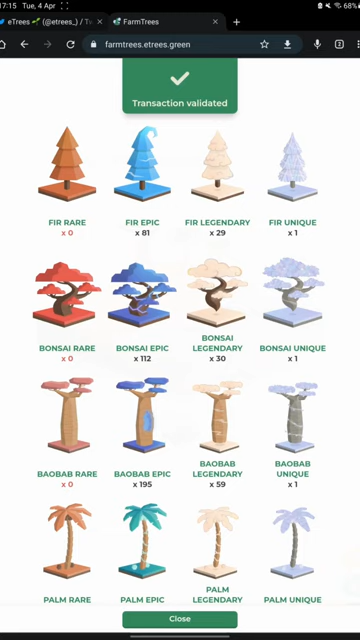 17:15 Tue, 4 Apr
68%
eTrees 🌱 (@etrees_) / Tw
FarmTrees
farmtrees.etrees.green
3
Transaction validated
FIR RARE
x 0
FIR EPIC
x 81
FIR LEGENDARY
x 29
FIR UNIQUE
x 1
BONSAI RARE
x 0
BONSAI EPIC
x 112
BONSAI
LEGENDARY
x 30
BONSAI UNIQUE
x 1
BAOBAB RARE
x 0
BAOBAB EPIC
x 195
BAOBAB
LEGENDARY
x 59
BAOBAB
UNIQUE
x 1
PALM RARE
PALM EPIC
PALM
LEGENDARY
PALM UNIQUE
Close